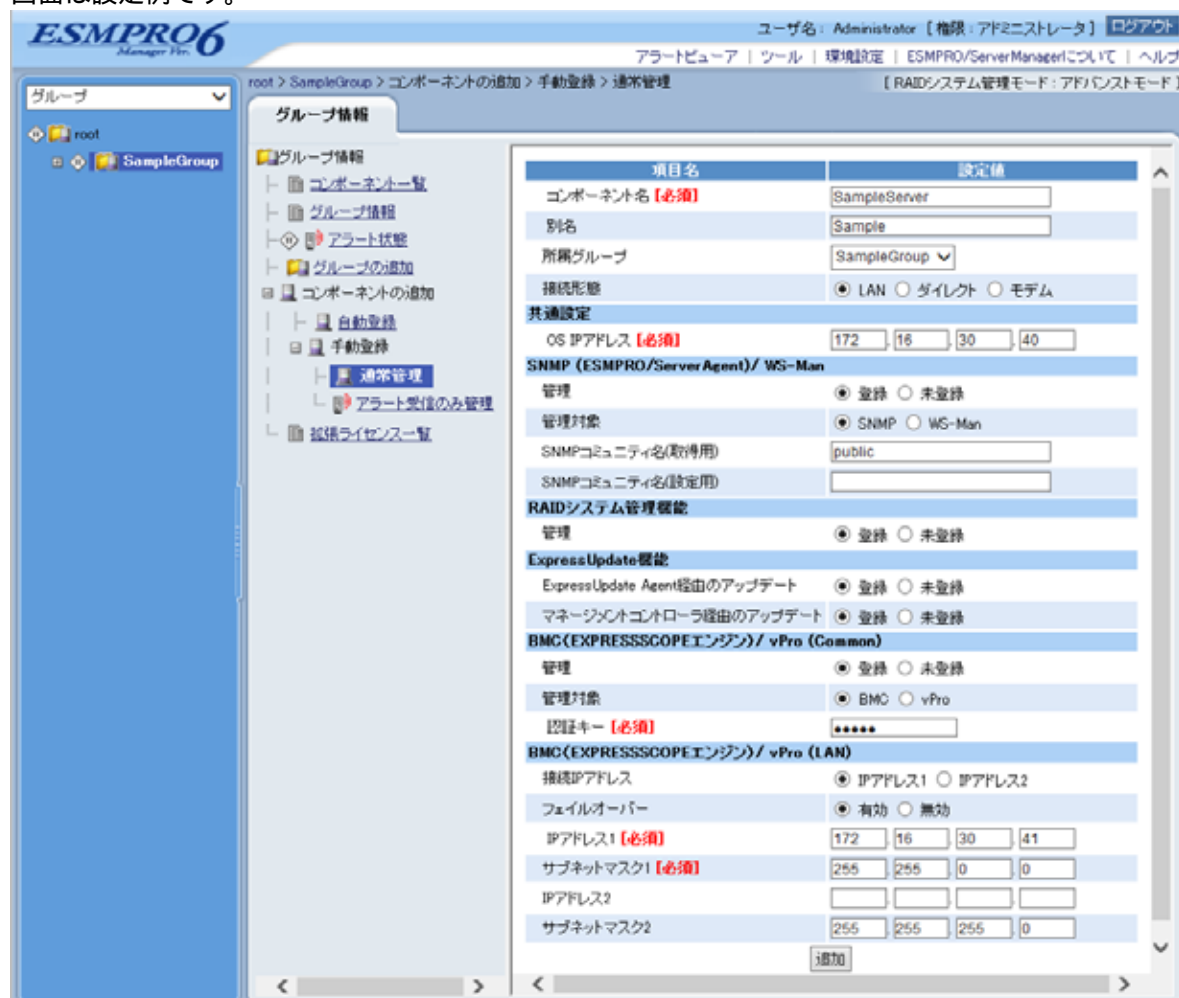 画面は設定例です。
ESMPRO6
Manager Ver.
ユーザ名： Administrator [権限：アドミニストレータ] ログアウト
アラートビューア | ツール | 環境設定 | ESMPRO/ServerManagerについて | ヘルプ
root > SampleGroup > コンポーネントの追加 > 手動登録 > 通常管理
[RAIDシステム管理モード：アドバンストモード]
グループ
root
SampleGroup
グループ情報
グループ情報
コンポーネント一覧
グループ情報
アラート状態
グループの追加
コンポーネントの追加
自動登録
手動登録
通常管理
アラート受信のみ管理
拡張ライセンス一覧
項目名 設定値
コンポーネント名 [必須] SampleServer
別名 Sample
所属グループ SampleGroup
接続形態 LAN ダイレクト モデム
共通設定
OS IPアドレス [必須] 172 . 16 . 30 . 40
SNMP (ESMPRO/ServerAgent)/ WS-Man
管理 登録 未登録
管理対象 SNMP WS-Man
SNMPコミュニティ名(取得用) public
SNMPコミュニティ名(設定用)
RAIDシステム管理機能
管理 登録 未登録
ExpressUpdate機能
ExpressUpdate Agent経由のアップデート 登録 未登録
マネージメントコントローラ経由のアップデート 登録 未登録
BMC(EXPRESSSCOPEエンジン)/ vPro (Common)
管理 登録 未登録
管理対象 BMC vPro
認証キー [必須] •••••
BMC(EXPRESSSCOPEエンジン)/ vPro (LAN)
接続IPアドレス IPアドレス1 IPアドレス2
フェイルオーバー 有効 無効
IPアドレス1 [必須] 172 . 16 . 30 . 41
サブネットマスク1 [必須] 255 . 255 . 0 . 0
IPアドレス2 . . .
サブネットマスク2 255 . 255 . 255 . 0
追加